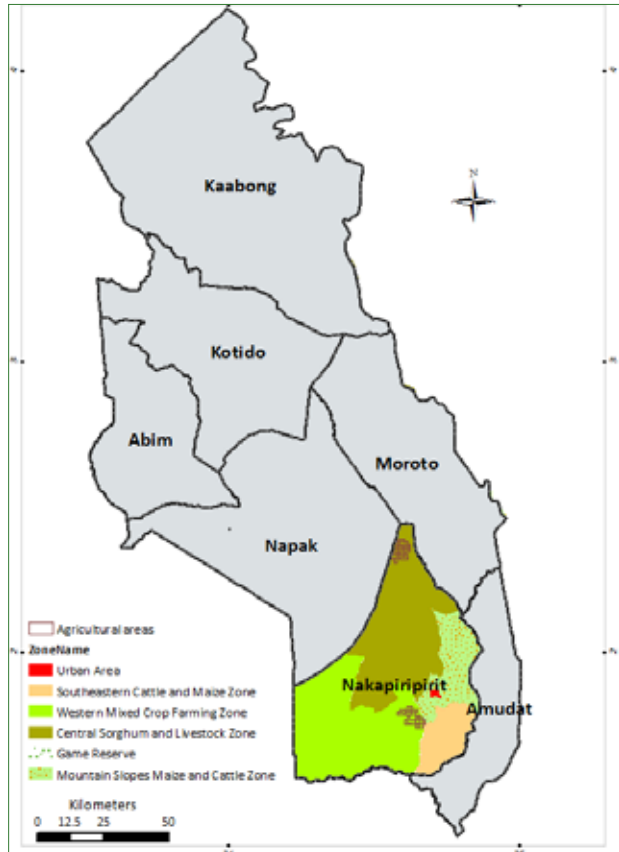 Kaabong
Kotido
Abim
Moroto
Napak
Nakapiripirit
Amudat
Agricultural areas
ZoneName
Urban Area
Southeastern Cattle and Maize Zone
Western Mixed Crop Farming Zone
Central Sorghum and Livestock Zone
Game Reserve
Mountain Slopes Maize and Cattle Zone
Kilometers
0 12.5 25 50